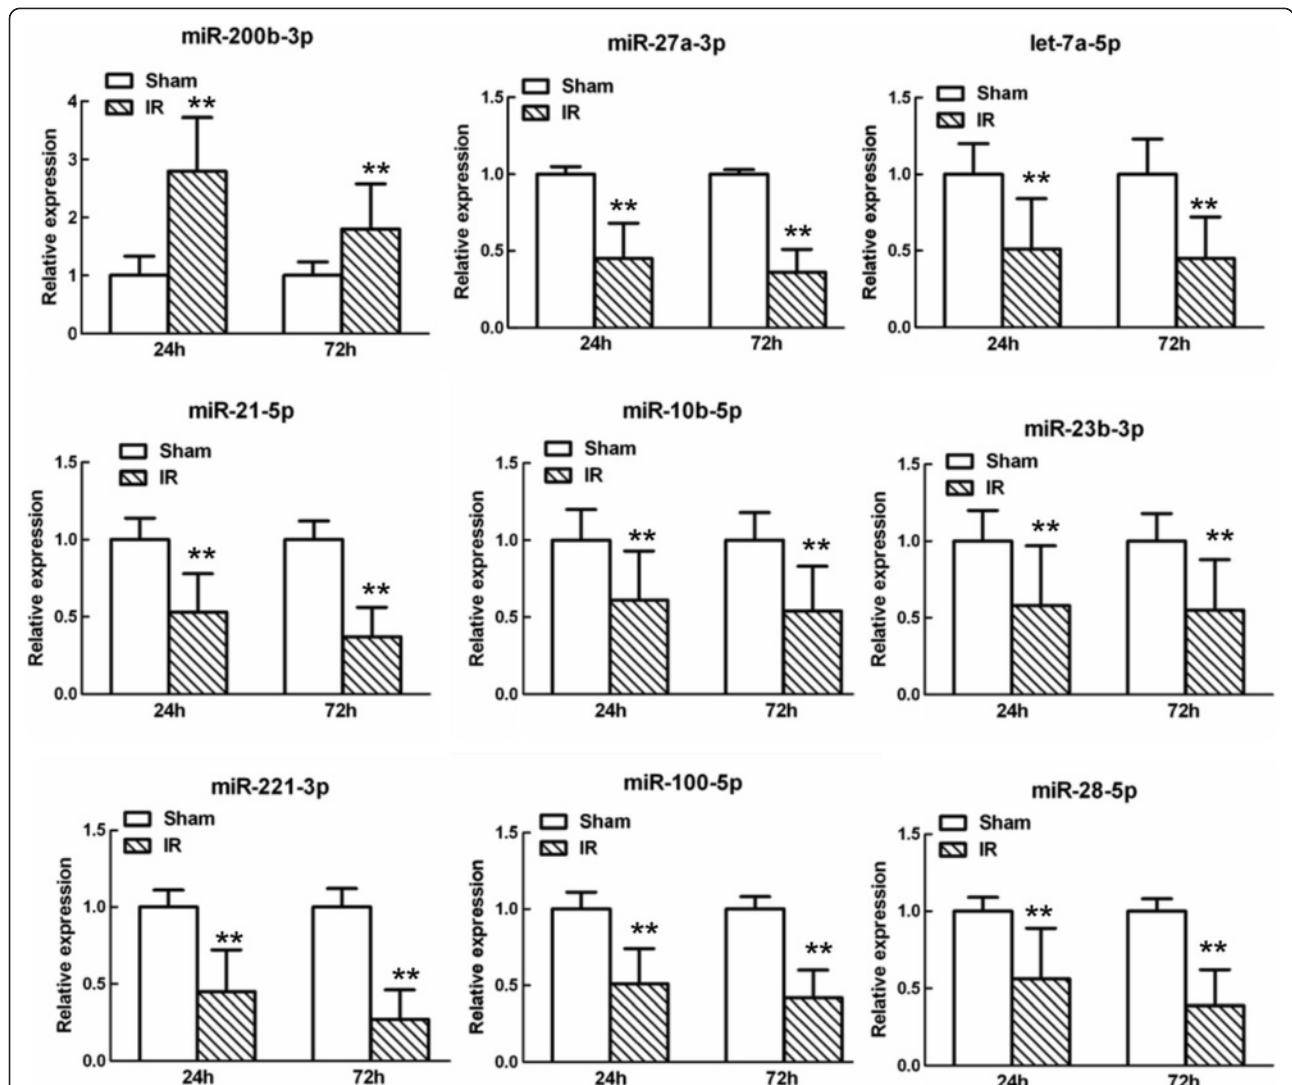 miR-200b-3p
Sham
IR
**
**
Relative expression
4
3
2
1
0
24h
72h
miR-27a-3p
Sham
IR
**
**
Relative expression
1.5
1.0
0.5
0.0
24h
72h
let-7a-5p
Sham
IR
**
**
Relative expression
1.5
1.0
0.5
0.0
24h
72h
miR-21-5p
Sham
IR
**
**
Relative expression
1.5
1.0
0.5
0.0
24h
72h
miR-10b-5p
Sham
IR
**
**
Relative expression
1.5
1.0
0.5
0.0
24h
72h
miR-23b-3p
Sham
IR
**
**
Relative expression
1.5
1.0
0.5
0.0
24h
72h
miR-221-3p
Sham
IR
**
**
Relative expression
1.5
1.0
0.5
0.0
24h
72h
miR-100-5p
Sham
IR
**
**
Relative expression
1.5
1.0
0.5
0.0
24h
72h
miR-28-5p
Sham
IR
**
**
Relative expression
1.5
1.0
0.5
0.0
24h
72h